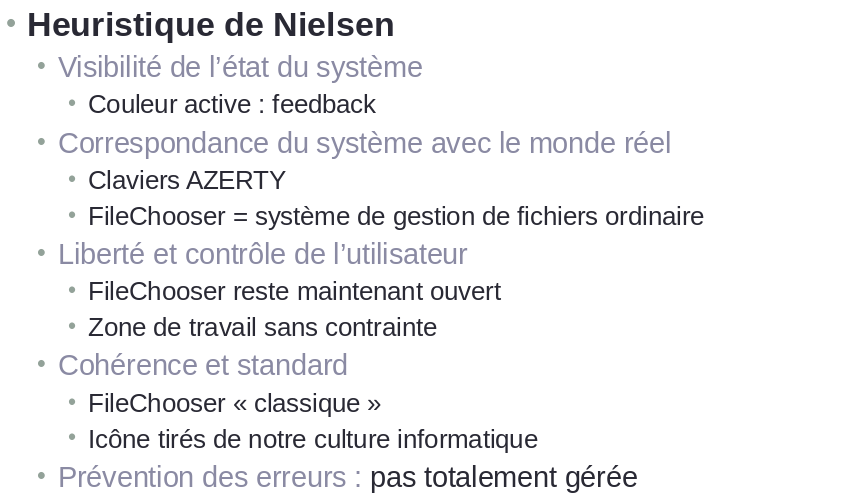 • Heuristique de Nielsen
• Visibilité de l’état du système
• Couleur active : feedback
• Correspondance du système avec le monde réel
• Claviers AZERTY
• FileChooser = système de gestion de fichiers ordinaire
• Liberté et contrôle de l’utilisateur
• FileChooser reste maintenant ouvert
• Zone de travail sans contrainte
• Cohérence et standard
• FileChooser « classique »
• Icône tirés de notre culture informatique
• Prévention des erreurs : pas totalement gérée